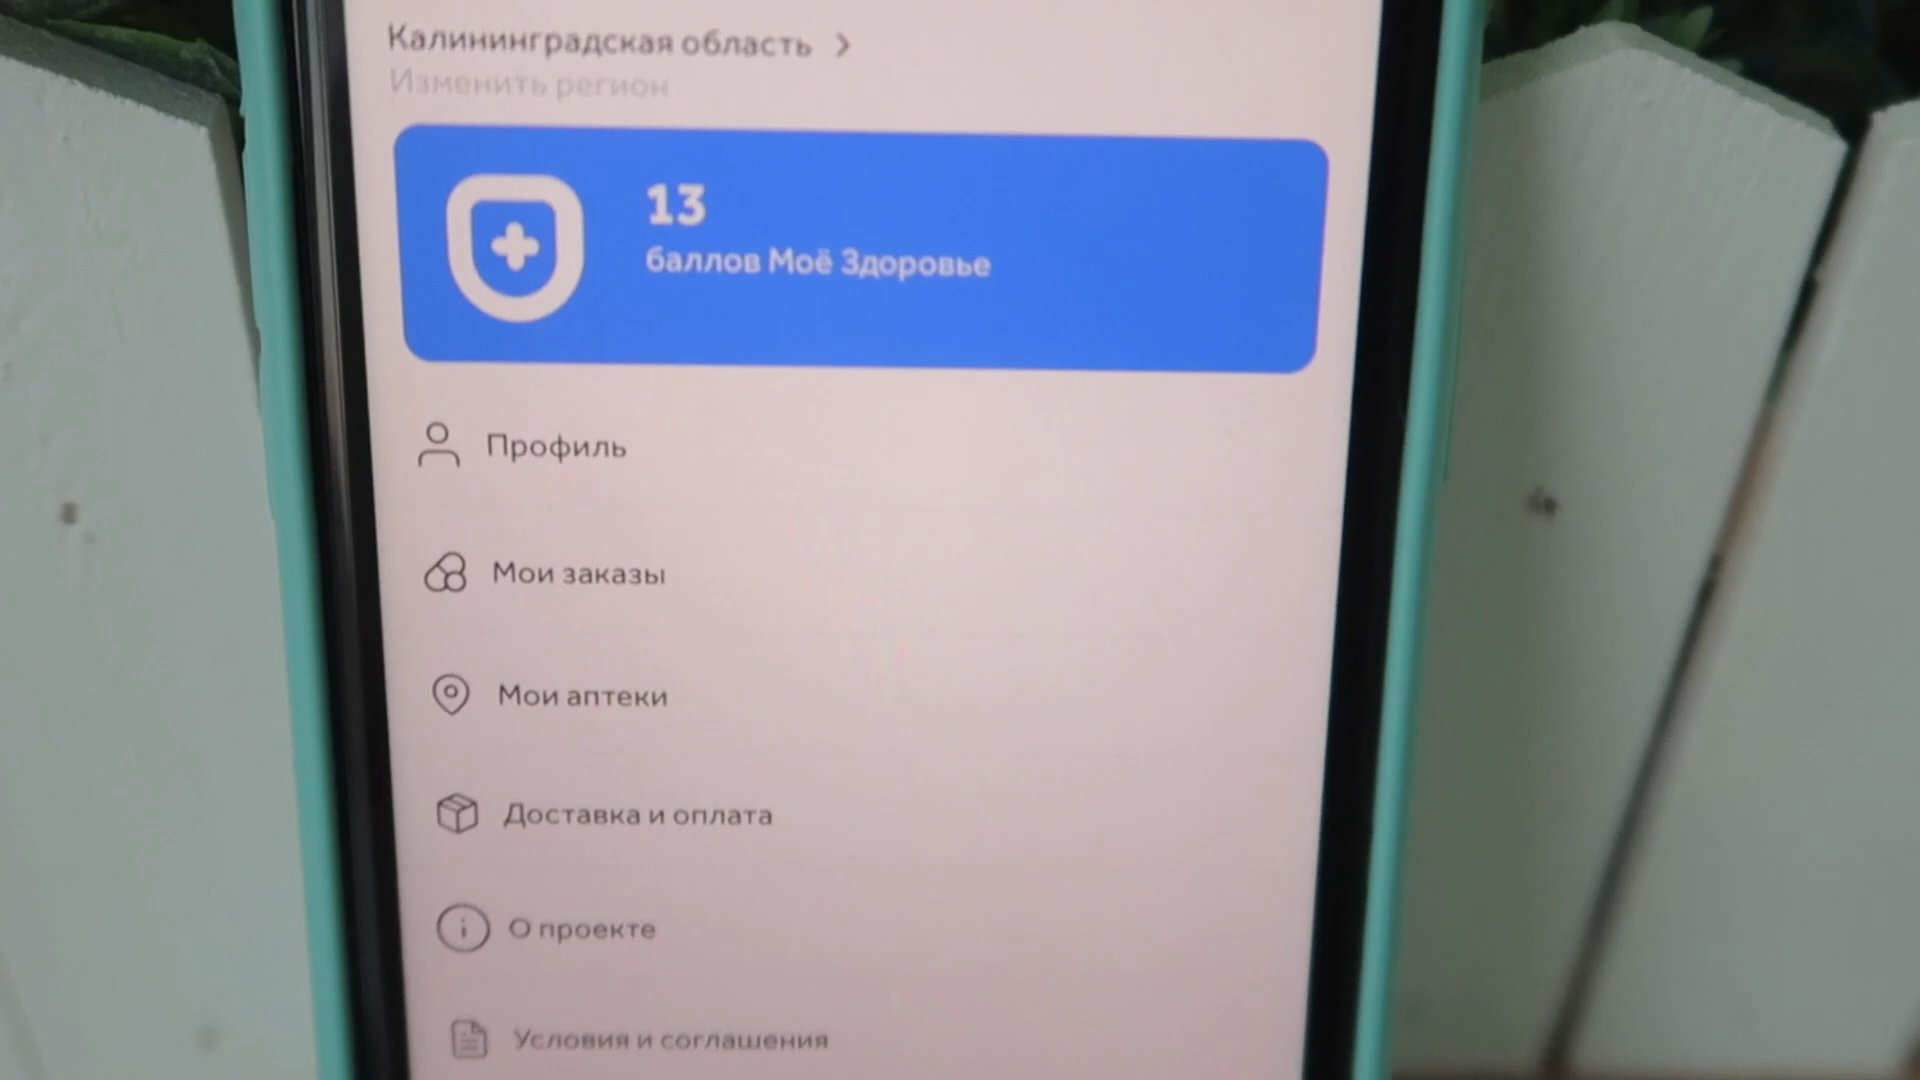 Калининградская область
Изменить регион
13
баллов Моё Здоровье
Профиль
Мои заказы
Мои аптеки
Доставка и оплата
О проекте
Условия и соглашения